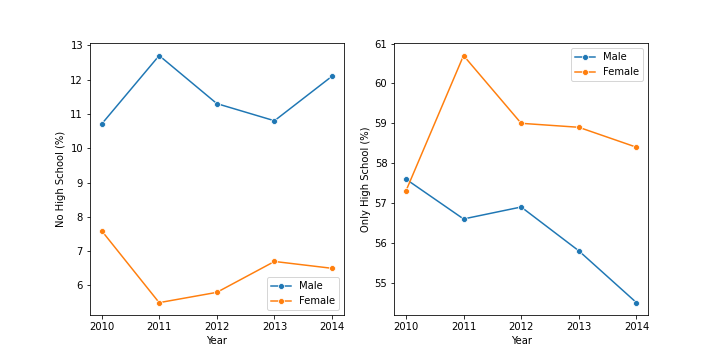 No High School (%)
13
12
11
10
9
8
7
6
2010 2011 2012 2013 2014
Year
Male
Female
Only High School (%)
61
60
59
58
57
56
55
2010 2011 2012 2013 2014
Year
Male
Female